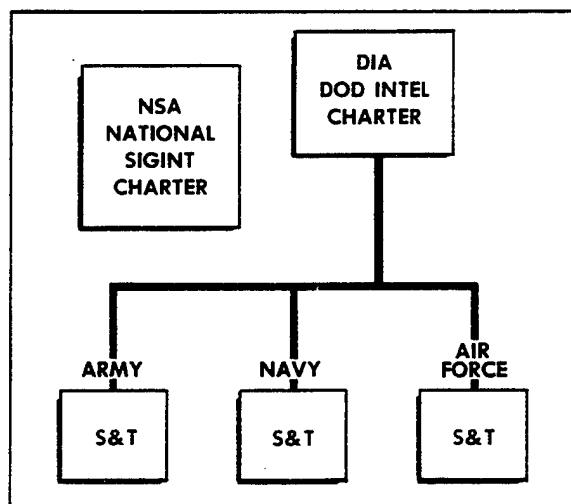 NSA
NATIONAL
SIGINT
CHARTER
DIA
DOD INTEL
CHARTER
ARMY
NAVY
AIR
FORCE
S&T
S&T
S&T